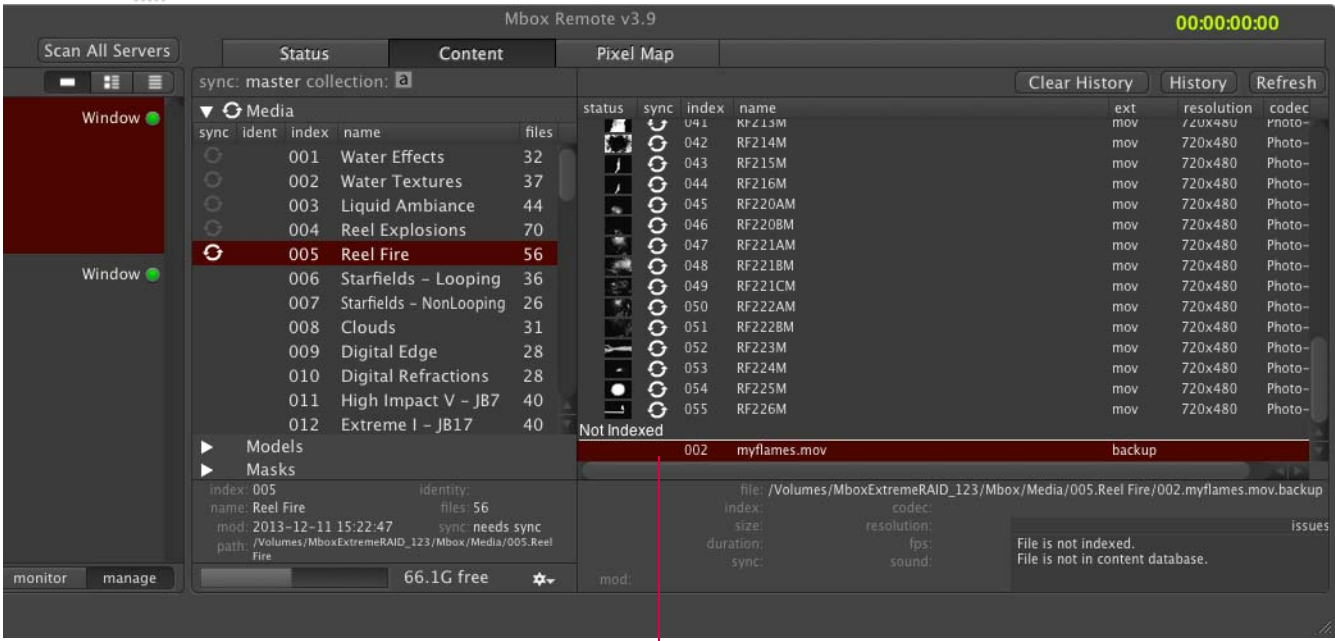 Mbox Remote v3.9
00:00:00:00
Scan All Servers
Status Content Pixel Map
sync: master collection: a
Clear History History Refresh
Window
Window
Media
sync ident index name files
001 Water Effects 32
002 Water Textures 37
003 Liquid Ambiance 44
004 Reel Explosions 70
005 Reel Fire 56
006 Starfields - Looping 36
007 Starfields - NonLooping 26
008 Clouds 31
009 Digital Edge 28
010 Digital Refractions 28
011 High Impact V - JB7 40
012 Extreme I - JB17 40
Models
Masks
index: 005 identity:
name: Reel Fire files: 56
mod: 2013-12-11 15:22:47 sync: needs sync
path: /Volumes/MboxExtremeRAID_123/Mbox/Media/005.Reel
Fire
66.1G free
monitor manage
status sync index name ext resolution codec
041 RF213M mov 720x480 Photo-
042 RF214M mov 720x480 Photo-
043 RF215M mov 720x480 Photo-
044 RF216M mov 720x480 Photo-
045 RF220AM mov 720x480 Photo-
046 RF220BM mov 720x480 Photo-
047 RF221AM mov 720x480 Photo-
048 RF221BM mov 720x480 Photo-
049 RF221CM mov 720x480 Photo-
050 RF222AM mov 720x480 Photo-
051 RF222BM mov 720x480 Photo-
052 RF223M mov 720x480 Photo-
053 RF224M mov 720x480 Photo-
054 RF225M mov 720x480 Photo-
055 RF226M mov 720x480 Photo-
Not Indexed
002 myflames.mov backup
file: /Volumes/MboxExtremeRAID_123/Mbox/Media/005.Reel Fire/002.myflames.mov.backup
index: codec:
size: resolution:
duration: fps:
sync: sound:
mod:
issues
File is not indexed.
File is not in content database.